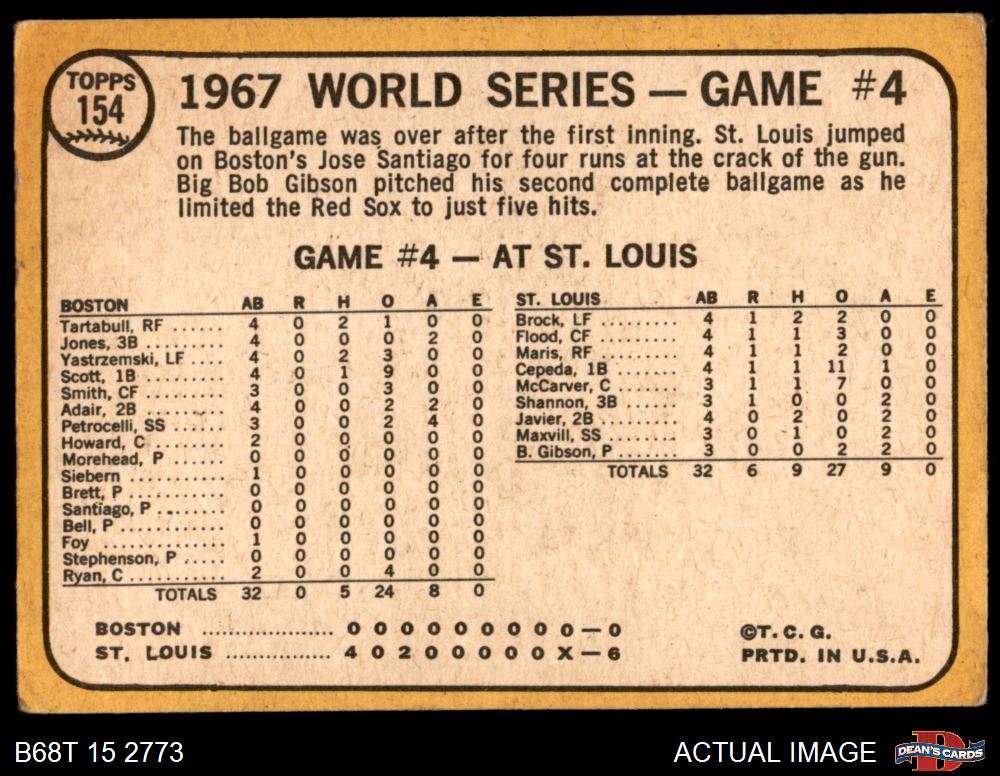 TOPPS
154
1967 WORLD SERIES — GAME #4
The ballgame was over after the first inning. St. Louis jumped
on Boston's Jose Santiago for four runs at the crack of the gun.
Big Bob Gibson pitched his second complete ballgame as he
limited the Red Sox to just five hits.
GAME #4 — AT ST. LOUIS
BOSTON AB R H O A E
Tartabull, RF ...... 4 0 2 1 0 0
Jones, 3B ......... 4 0 0 0 2 0
Yastrzemski, LF .... 4 0 2 3 0 0
Scott, 1B ......... 4 0 1 9 0 0
Smith, CF ......... 3 0 0 3 0 0
Adair, 2B ......... 4 0 0 2 2 0
Petrocelli, SS ...... 3 0 0 2 4 0
Howard, C ......... 2 0 0 0 0 0
Morehead, P ...... 0 0 0 0 0 0
Siebern ............ 1 0 0 0 0 0
Brett, P ............ 0 0 0 0 0 0
Santiago, P ........ 0 0 0 0 0 0
Bell, P ............ 0 0 0 0 0 0
Foy .............. 1 0 0 0 0 0
Stephenson, P ..... 0 0 0 0 0 0
Ryan, C ........... 2 0 0 4 0 0
TOTALS 32 0 5 24 8 0
ST. LOUIS AB R H O A E
Brock, LF ......... 4 1 2 2 0 0
Flood, CF ......... 4 1 1 3 0 0
Maris, RF ......... 4 1 1 2 0 0
Cepeda, 1B ........ 4 1 1 11 1 0
McCarver, C ....... 3 1 1 7 0 0
Shannon, 3B ....... 3 1 0 0 2 0
Javier, 2B ......... 4 0 2 0 2 0
Maxvill, SS ........ 3 0 1 0 2 0
B. Gibson, P ....... 3 0 0 2 2 0
TOTALS 32 6 9 27 9 0
BOSTON .................... 0 0 0 0 0 0 0 0 0 — 0
ST. LOUIS ................ 4 0 2 0 0 0 0 0 X — 6
©T. C. G.
PRTD. IN U.S.A.
B68T 15 2773
ACTUAL IMAGE
DEAN'S CARDS